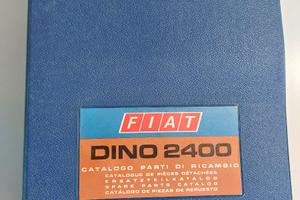 FIAT
DINO 2400
CATALOGO PARTI DI RICAMBIO
CATALOGUE DE PIÈCES DÉTACHÉES
ERSATZTEILKATALOG
SPARE PARTS CATALOG
CATÁLOGO DE PIEZAS DE REPUESTO